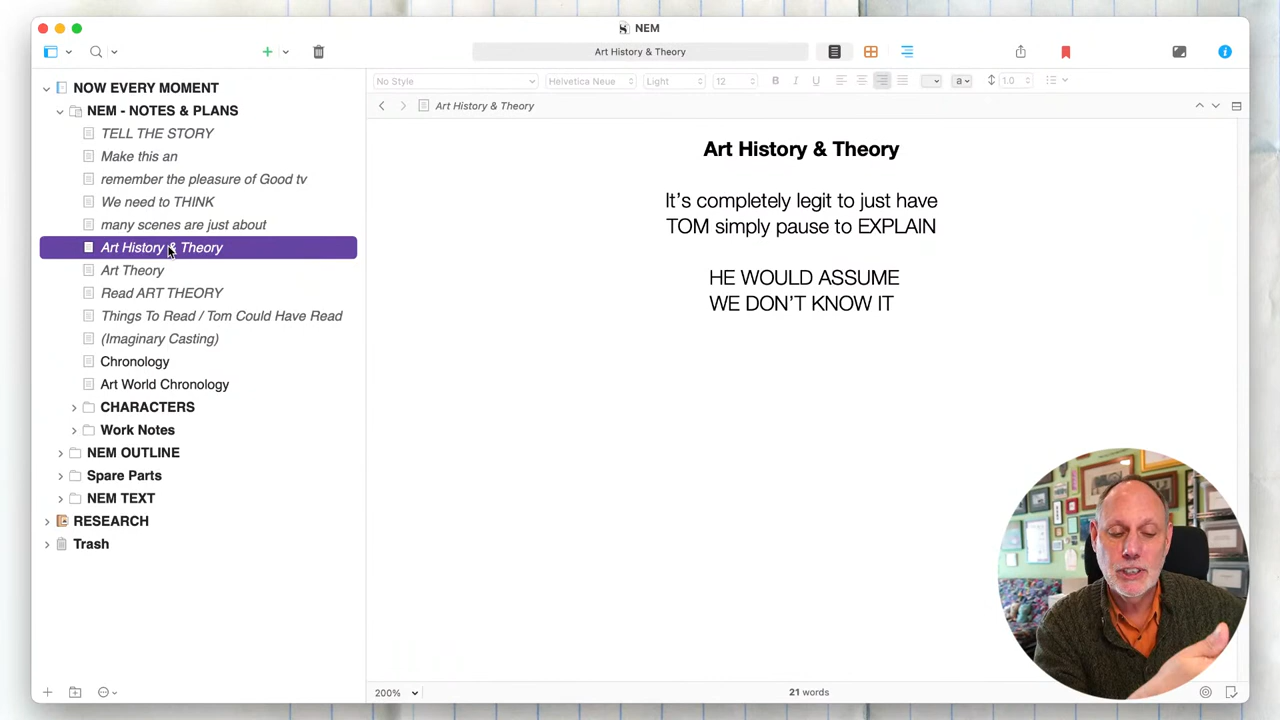 NEM
Art History & Theory
No Style
Helvetica Neue
Light
12
B
I
U
a
1.0
Art History & Theory
NOW EVERY MOMENT
NEM - NOTES & PLANS
TELL THE STORY
Make this an
remember the pleasure of Good tv
We need to THINK
many scenes are just about
Art History & Theory
Art Theory
Read ART THEORY
Things To Read / Tom Could Have Read
(Imaginary Casting)
Chronology
Art World Chronology
CHARACTERS
Work Notes
NEM OUTLINE
Spare Parts
NEM TEXT
RESEARCH
Trash
Art History & Theory
It's completely legit to just have
TOM simply pause to EXPLAIN
HE WOULD ASSUME
WE DON'T KNOW IT
200%
21 words